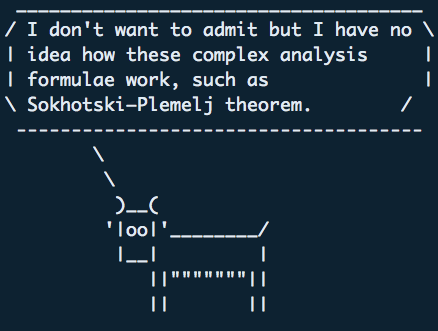 I don't want to admit but I have no
idea how these complex analysis
formulae work, such as
Sokhotski-Plemelj theorem.